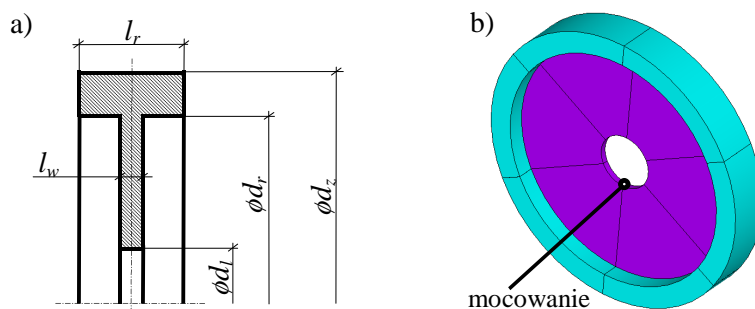 a)
l_r
l_w
ϕd_l
ϕd_r
ϕd_z
b)
mocowanie